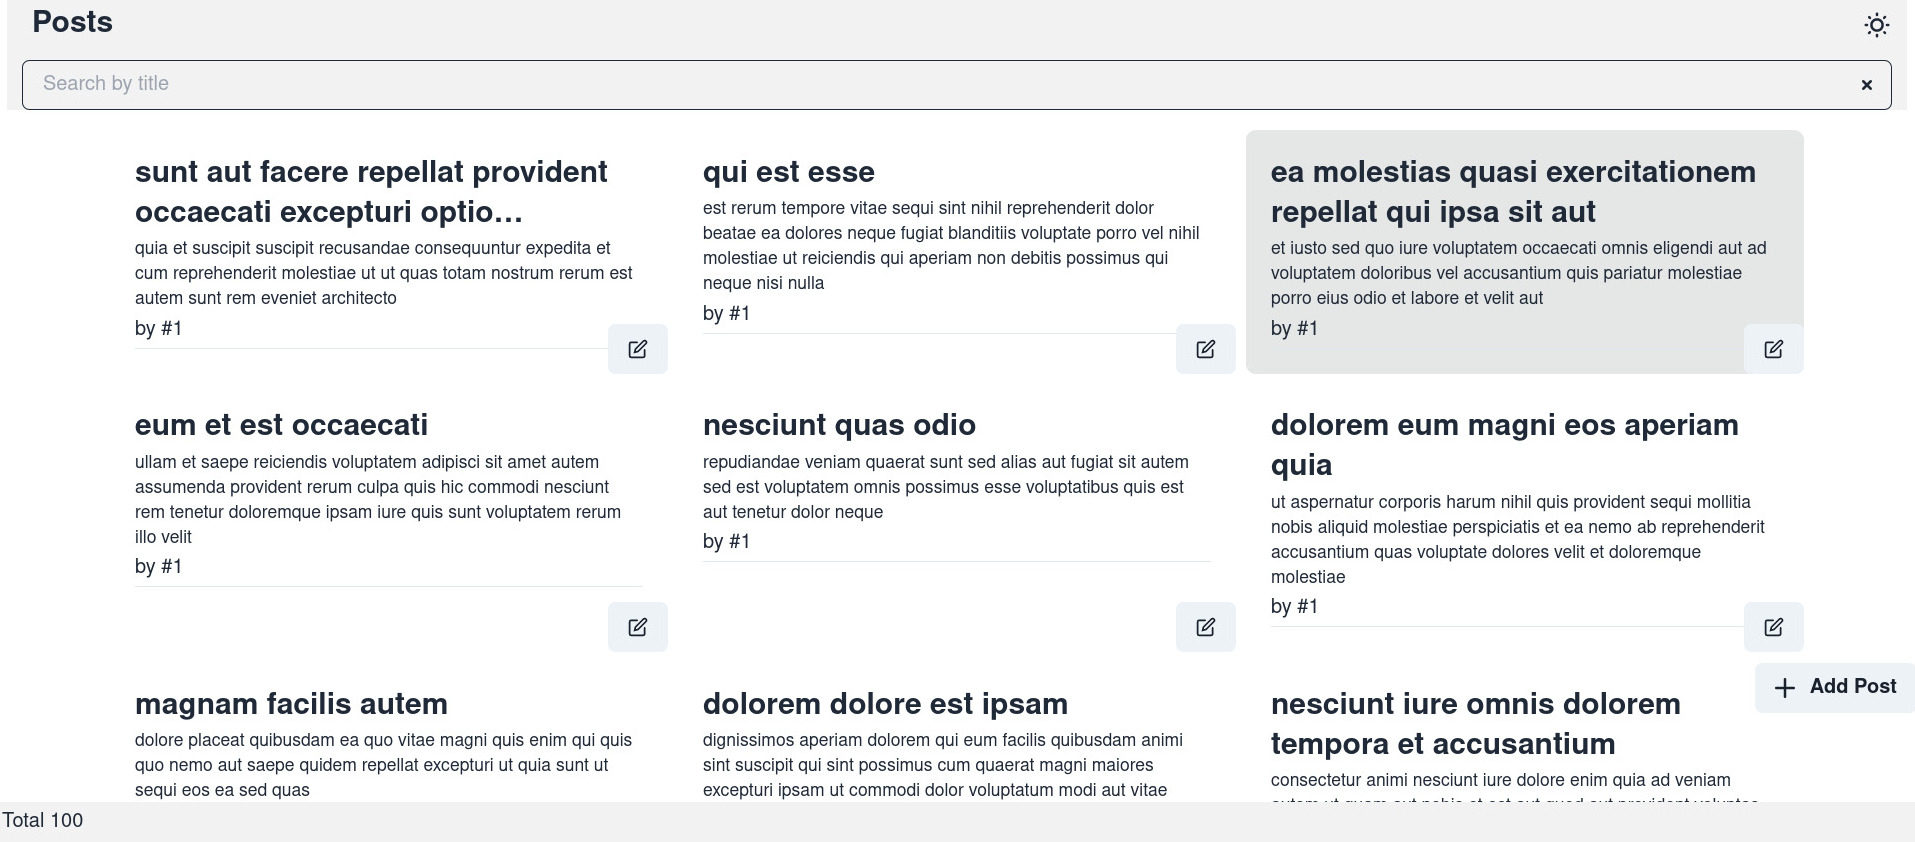 Posts
Search by title
sunt aut facere repellat provident
occaecati excepturi optio...
quia et suscipit suscipit recusandae consequuntur expedita et
cum reprehenderit molestiae ut ut quas totam nostrum rerum est
autem sunt rem eveniet architecto
by #1
qui est esse
est rerum tempore vitae sequi sint nihil reprehenderit dolor
beatae ea dolores neque fugiat blanditiis voluptate porro vel nihil
molestiae ut reiciendis qui aperiam non debitis possimus qui
neque nisi nulla
by #1
ea molestias quasi exercitationem
repellat qui ipsa sit aut
et iusto sed quo iure voluptatem occaecati omnis eligendi aut ad
voluptatem doloribus vel accusantium quis pariatur molestiae
porro eius odio et labore et velit aut
by #1
eum et est occaecati
ullam et saepe reiciendis voluptatem adipisci sit amet autem
assumenda provident rerum culpa quis hic commodi nesciunt
rem tenetur doloremque ipsam iure quis sunt voluptatem rerum
illo velit
by #1
nesciunt quas odio
repudiandae veniam quaerat sunt sed alias aut fugiat sit autem
sed est voluptatem omnis possimus esse voluptatibus quis est
aut tenetur dolor neque
by #1
dolorem eum magni eos aperiam
quia
ut aspernatur corporis harum nihil quis provident sequi mollitia
nobis aliquid molestiae perspiciatis et ea nemo ab reprehenderit
accusantium quas voluptate dolores velit et doloremque
molestiae
by #1
magnam facilis autem
dolore placeat quibusdam ea quo vitae magni quis enim qui quis
quo nemo aut saepe quidem repellat excepturi ut quia sunt ut
sequi eos ea sed quas
dolorem dolore est ipsam
dignissimos aperiam dolorem qui eum facilis quibusdam animi
sint suscipit qui sint possimus cum quaerat magni maiores
excepturi ipsam ut commodi dolor voluptatum modi aut vitae
nesciunt iure omnis dolorem
tempora et accusantium
consectetur animi nesciunt iure dolore enim quia ad veniam
Add Post
Total 100